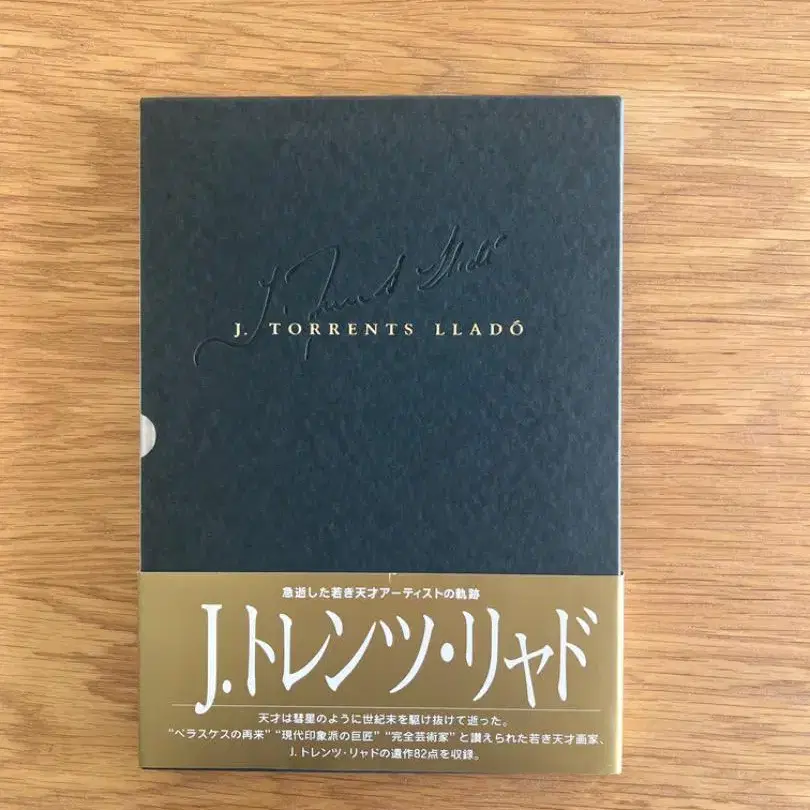 J. Torrents Lladó
J. TORRENTS LLADÓ
急逝した若き天才アーティストの軌跡
J.トレンツ・リャド
天才は彗星のように世紀末を駆け抜けて逝った。
“ベラスケスの再来” “現代印象派の巨匠” “完全芸術家” と讃えられた若き天才画家、
J.トレンツ・リャドの遺作82点を収録。